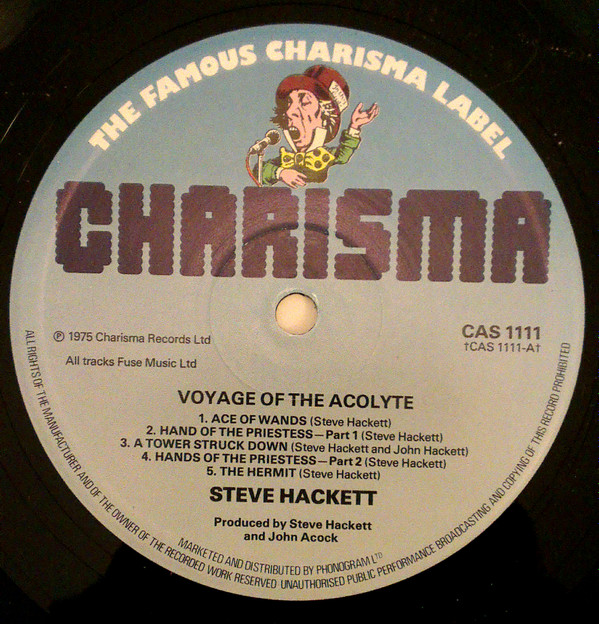 THE FAMOUS CHARISMA LABEL
CHARISMA
℗ 1975 Charisma Records Ltd
All tracks Fuse Music Ltd
CAS 1111
†CAS 1111-A†
VOYAGE OF THE ACOLYTE
1. ACE OF WANDS (Steve Hackett)
2. HAND OF THE PRIESTESS—Part 1 (Steve Hackett)
3. A TOWER STRUCK DOWN (Steve Hackett and John Hackett)
4. HANDS OF THE PRIESTESS—Part 2 (Steve Hackett)
5. THE HERMIT (Steve Hackett)
STEVE HACKETT
Produced by Steve Hackett
and John Acock
MARKETED AND DISTRIBUTED BY PHONOGRAM LTD
ALL RIGHTS OF THE MANUFACTURER AND OF THE OWNER OF THE RECORDED WORK RESERVED UNAUTHORISED PUBLIC PERFORMANCE BROADCASTING AND COPYING OF THIS RECORD PROHIBITED